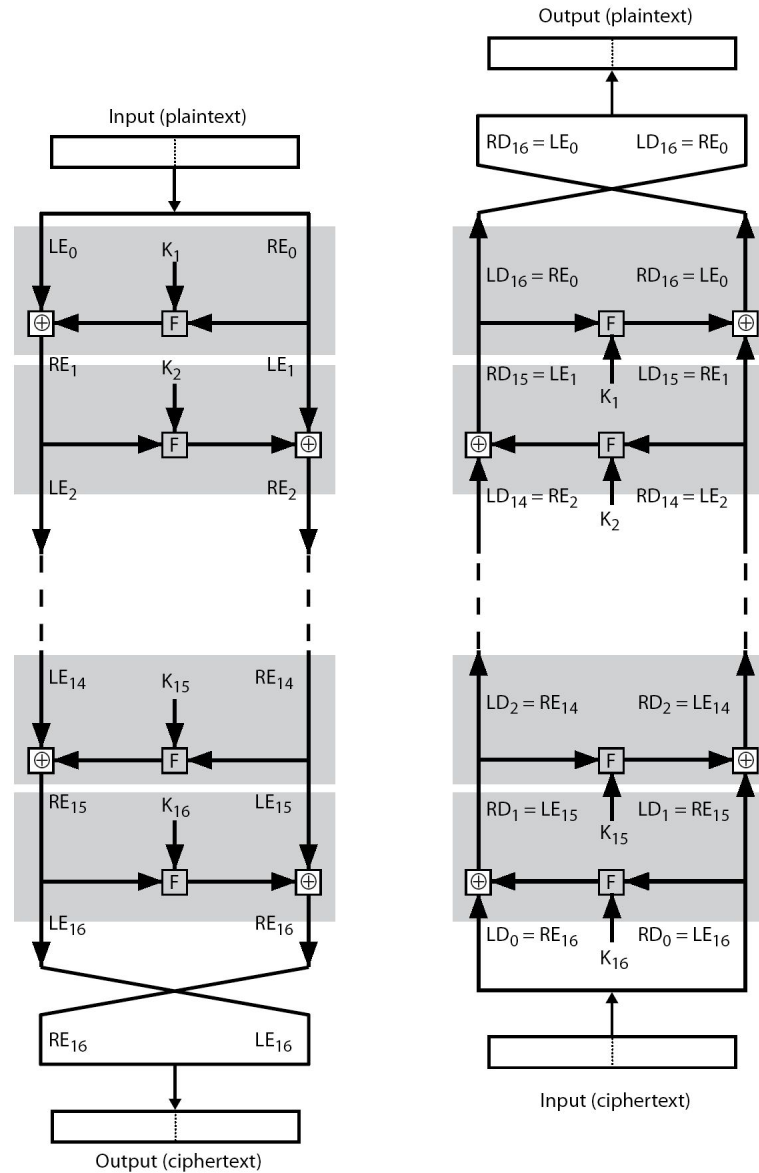 Input (plaintext)
LE0 K1 RE0
F
RE1 K2 LE1
F
LE2 RE2
LE14 K15 RE14
F
RE15 K16 LE15
F
LE16 RE16
RE16 LE16
Output (ciphertext)
Output (plaintext)
RD16 = LE0 LD16 = RE0
LD16 = RE0 RD16 = LE0
F
RD15 = LE1 LD15 = RE1
K1
F
LD14 = RE2 RD14 = LE2
K2
LD2 = RE14 RD2 = LE14
F
RD1 = LE15 LD1 = RE15
K15
F
LD0 = RE16 RD0 = LE16
K16
Input (ciphertext)